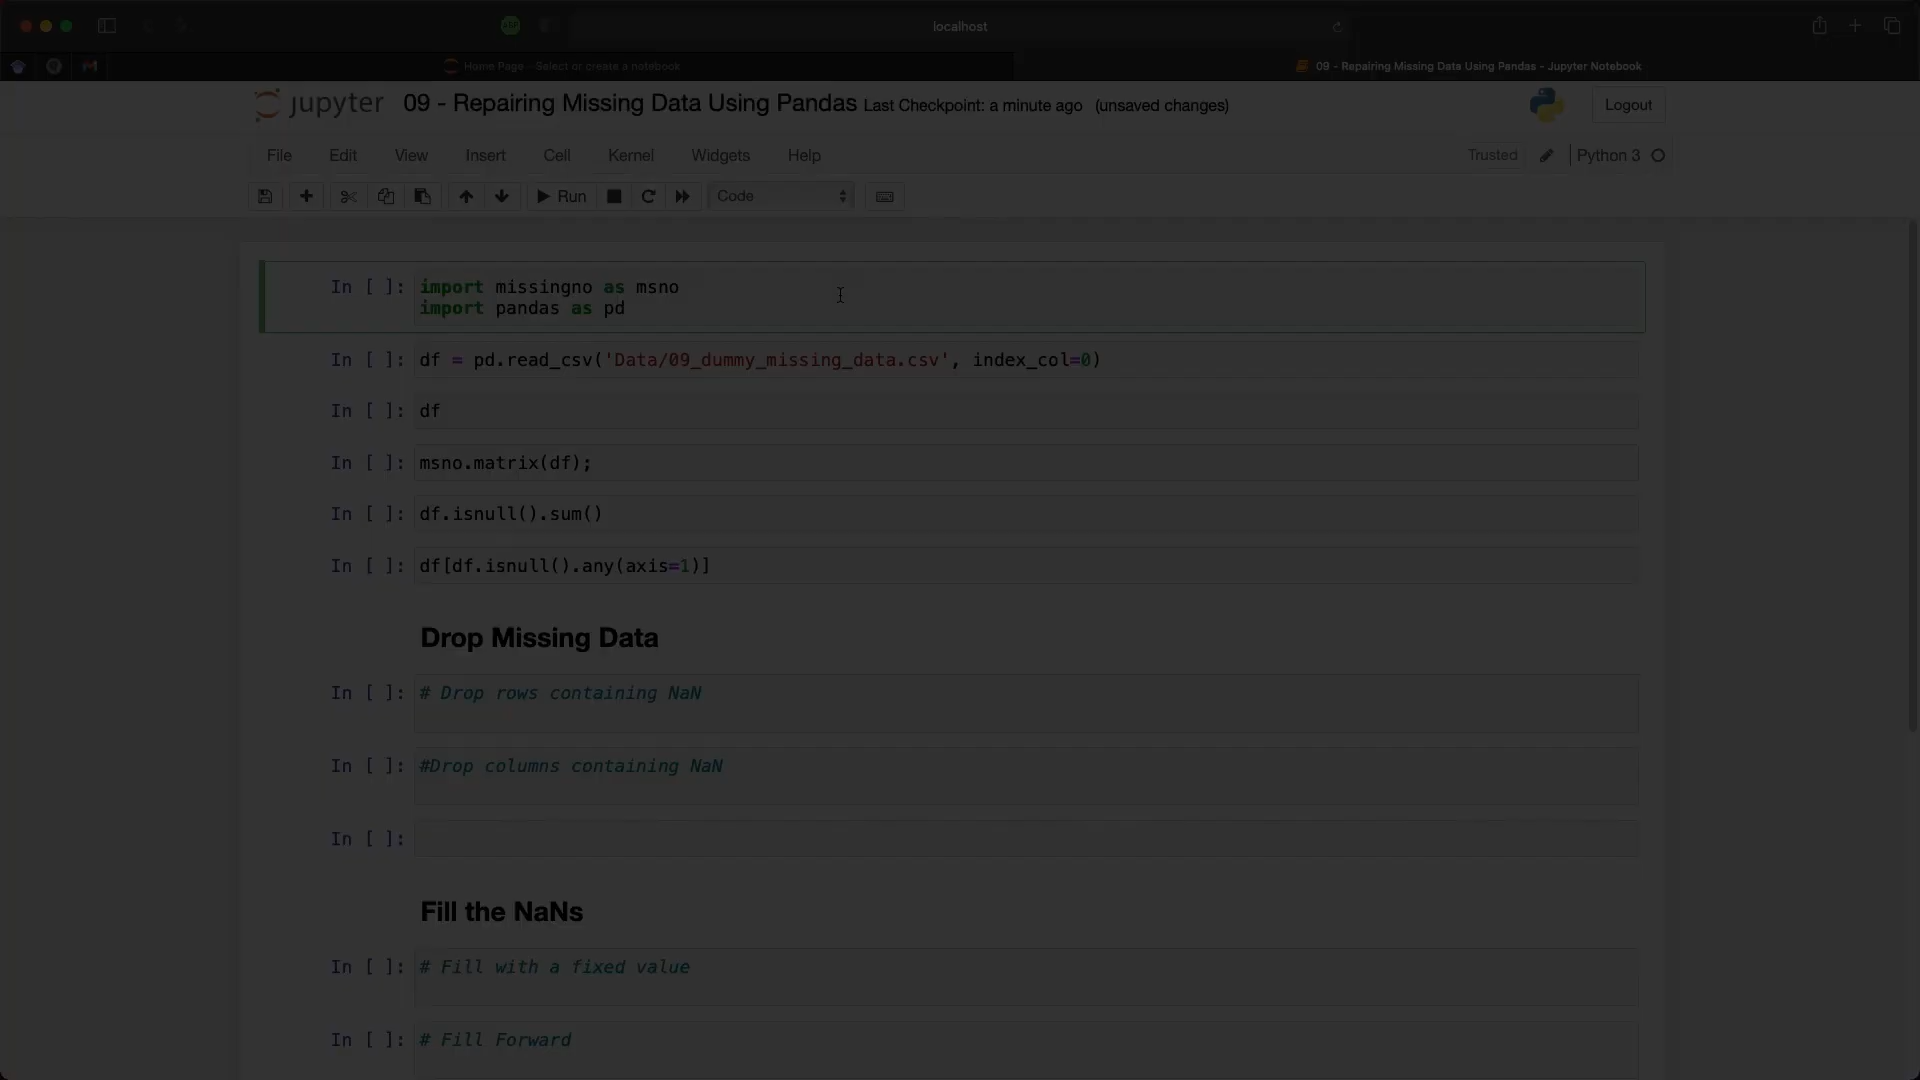 localhost
Home Page - Select or create a notebook
09 - Repairing Missing Data Using Pandas - Jupyter Notebook
jupyter 09 - Repairing Missing Data Using Pandas Last Checkpoint: a minute ago (unsaved changes)
Logout
File Edit View Insert Cell Kernel Widgets Help
Trusted Python 3
Run Code
In [ ]: import missingno as msno
import pandas as pd
In [ ]: df = pd.read_csv('Data/09_dummy_missing_data.csv', index_col=0)
In [ ]: df
In [ ]: msno.matrix(df);
In [ ]: df.isnull().sum()
In [ ]: df[df.isnull().any(axis=1)]
Drop Missing Data
In [ ]: # Drop rows containing NaN
In [ ]: #Drop columns containing NaN
In [ ]:
Fill the NaNs
In [ ]: # Fill with a fixed value
In [ ]: # Fill Forward